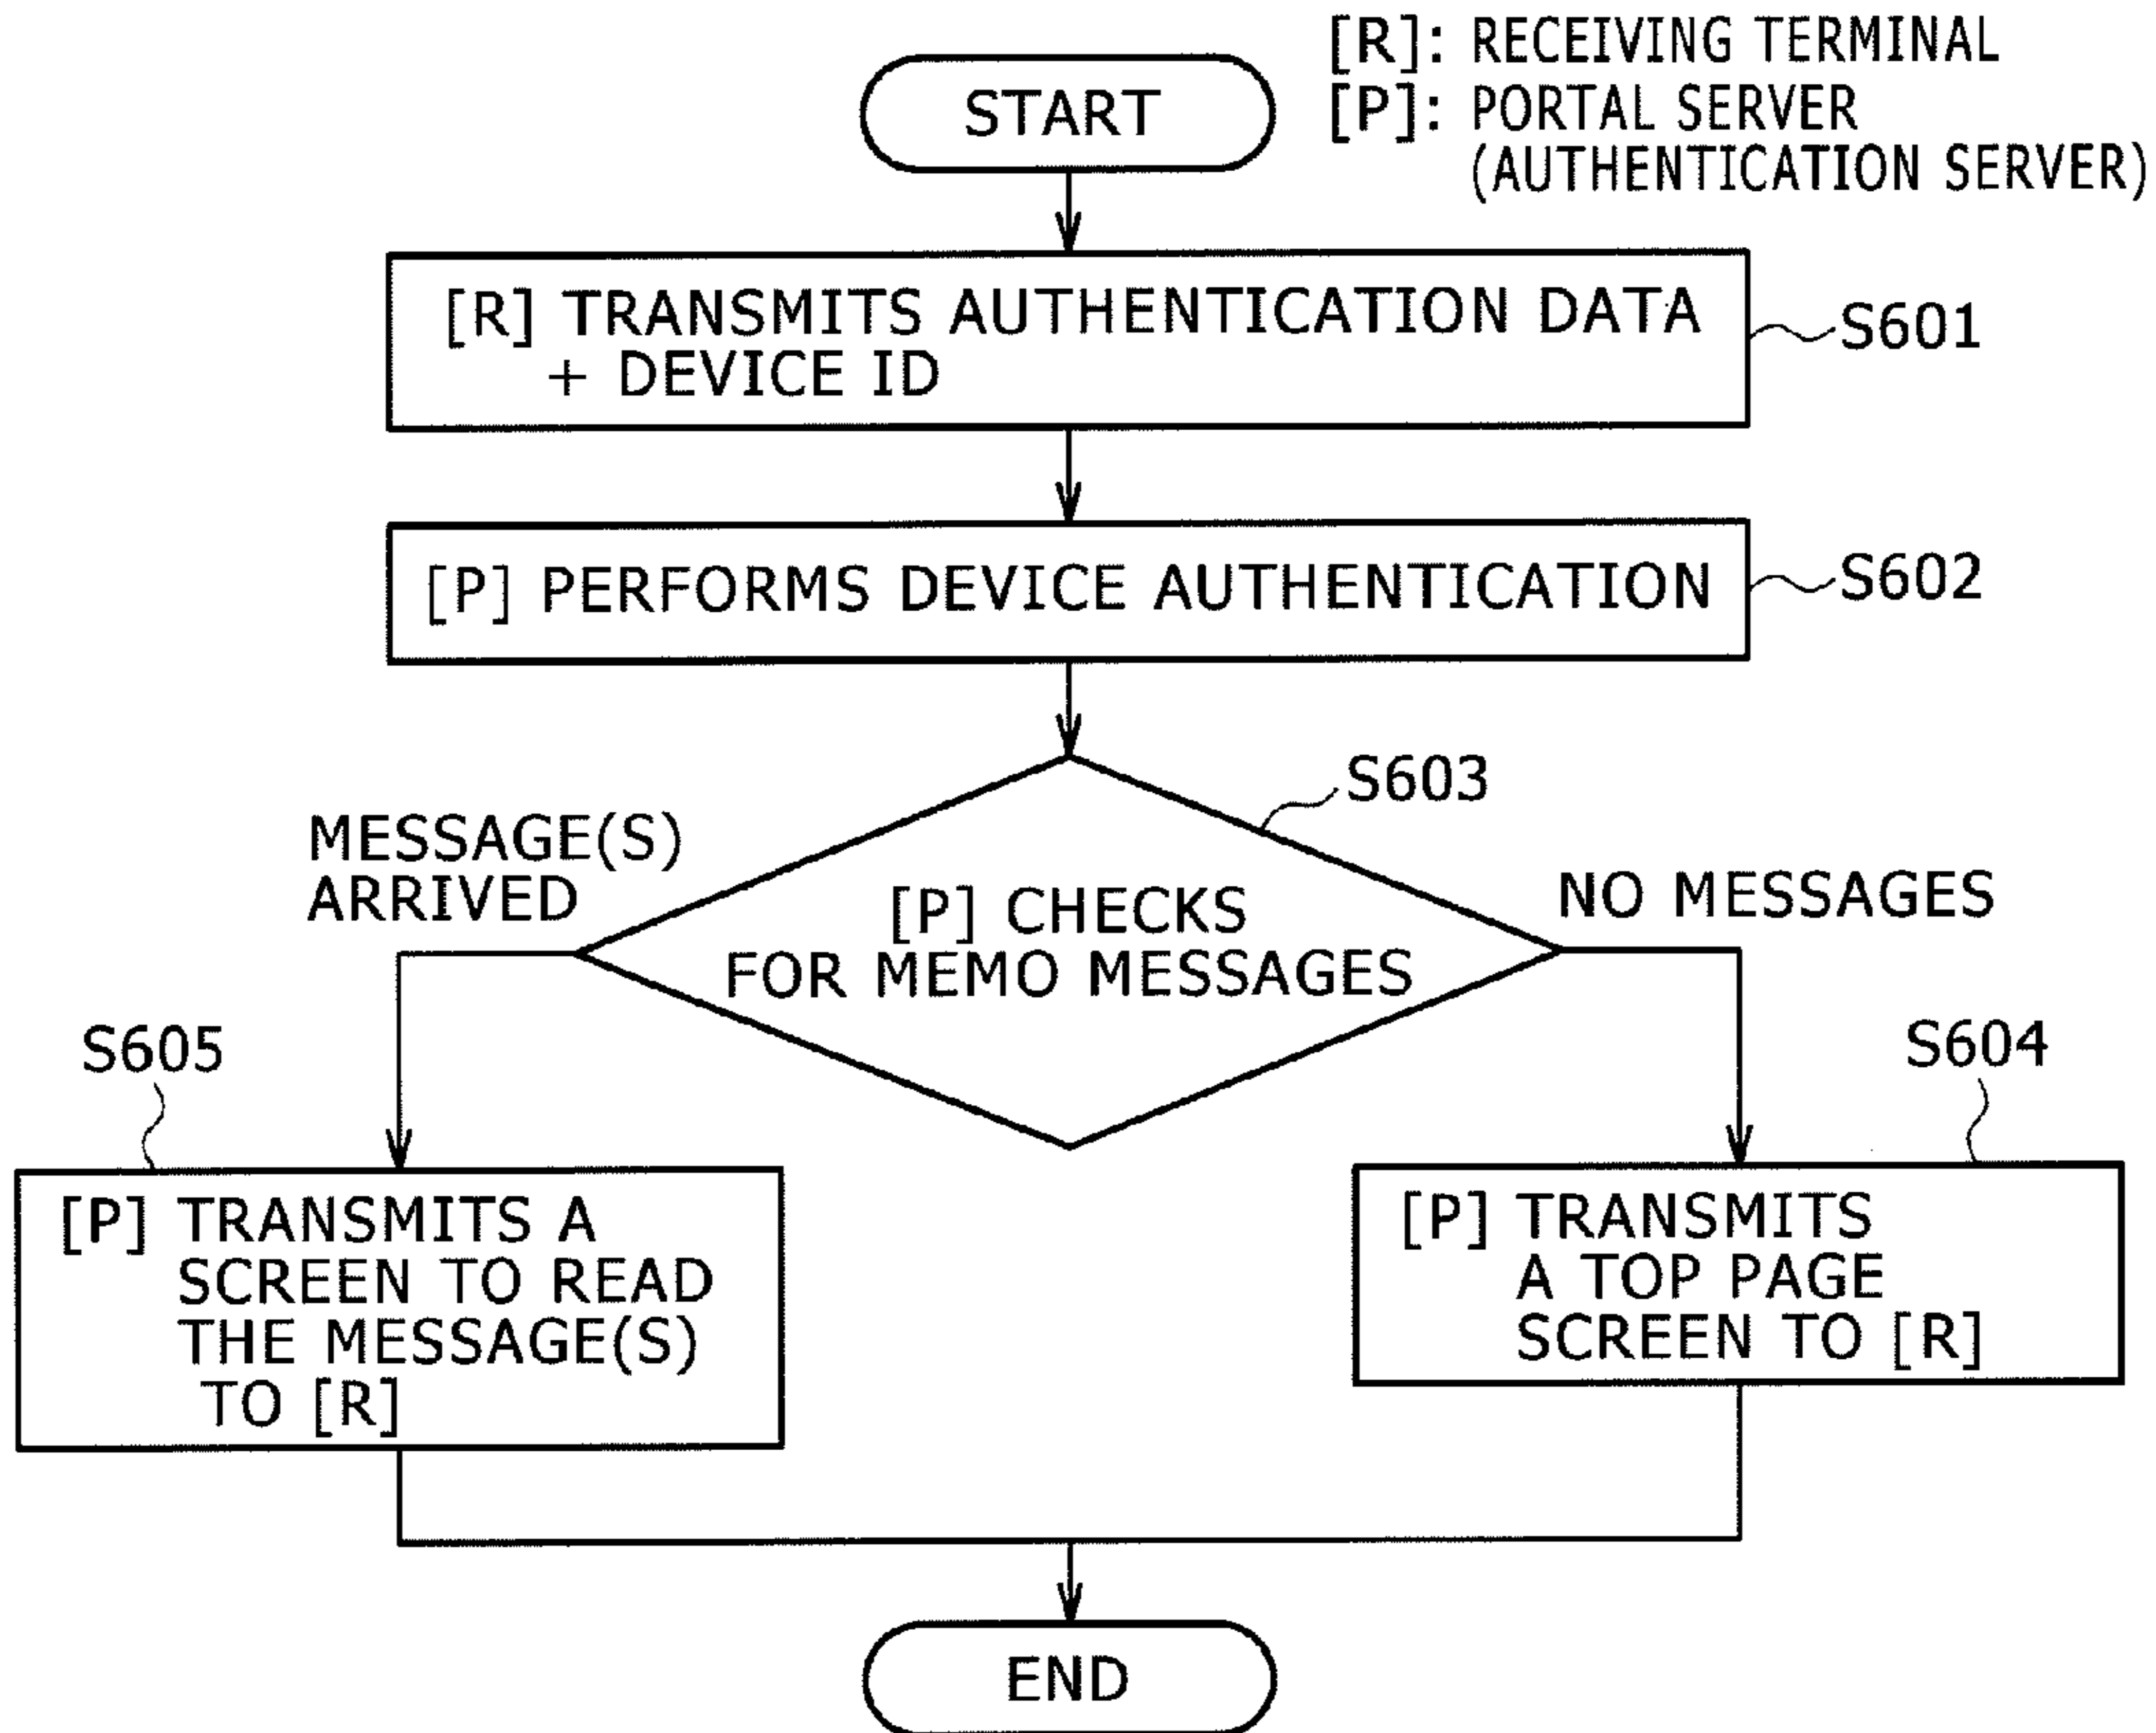 [R]: RECEIVING TERMINAL
[P]: PORTAL SERVER
(AUTHENTICATION SERVER)
START
[R] TRANSMITS AUTHENTICATION DATA
+ DEVICE ID
S601
[P] PERFORMS DEVICE AUTHENTICATION
S602
S603
MESSAGE(S)
ARRIVED
[P] CHECKS
FOR MEMO MESSAGES
NO MESSAGES
S605
S604
[P] TRANSMITS A
SCREEN TO READ
THE MESSAGE(S)
TO [R]
[P] TRANSMITS
A TOP PAGE
SCREEN TO [R]
END